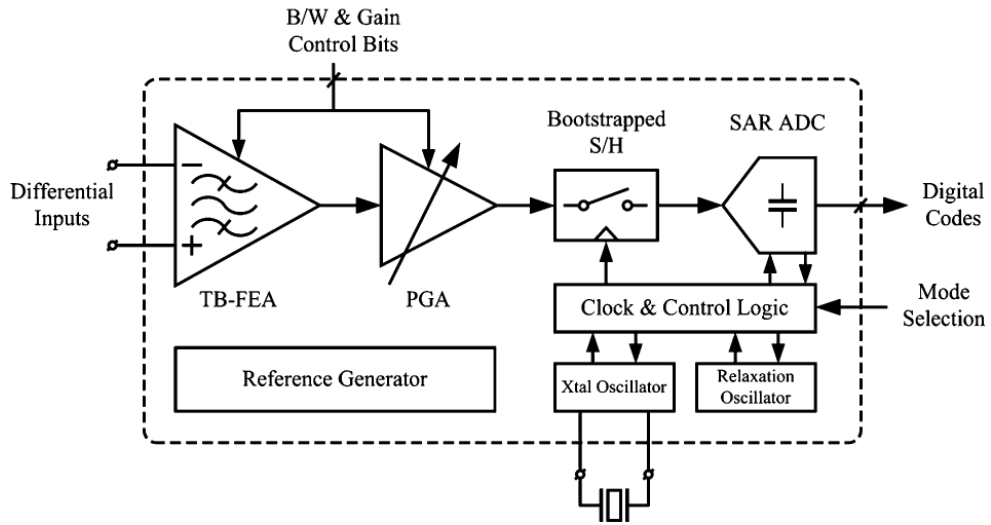 B/W & Gain
Control Bits
Bootstrapped
S/H
SAR ADC
Differential
Inputs
−
+
TB-FEA
PGA
Digital
Codes
Clock & Control Logic
Mode
Selection
Reference Generator
Xtal Oscillator
Relaxation
Oscillator